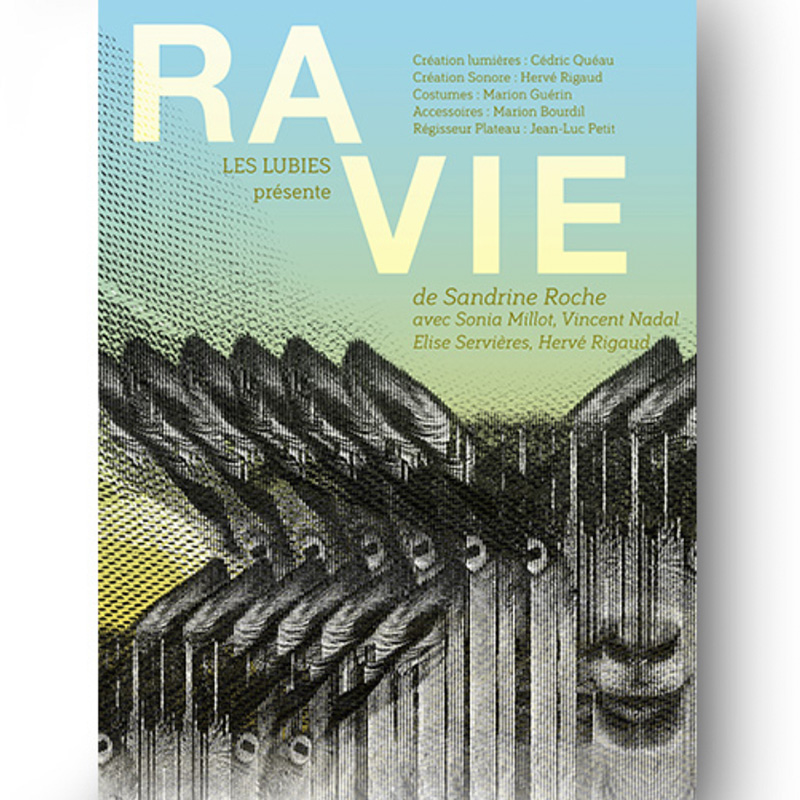 RA
Création lumières : Cédric Quéau
Création Sonore : Hervé Rigaud
Costumes : Marion Guérin
Accessoires : Marion Bourdil
Régisseur Plateau : Jean-Luc Petit
LES LUBIES
présente
VIE
de Sandrine Roche
avec Sonia Millot, Vincent Nadal
Elise Servières, Hervé Rigaud